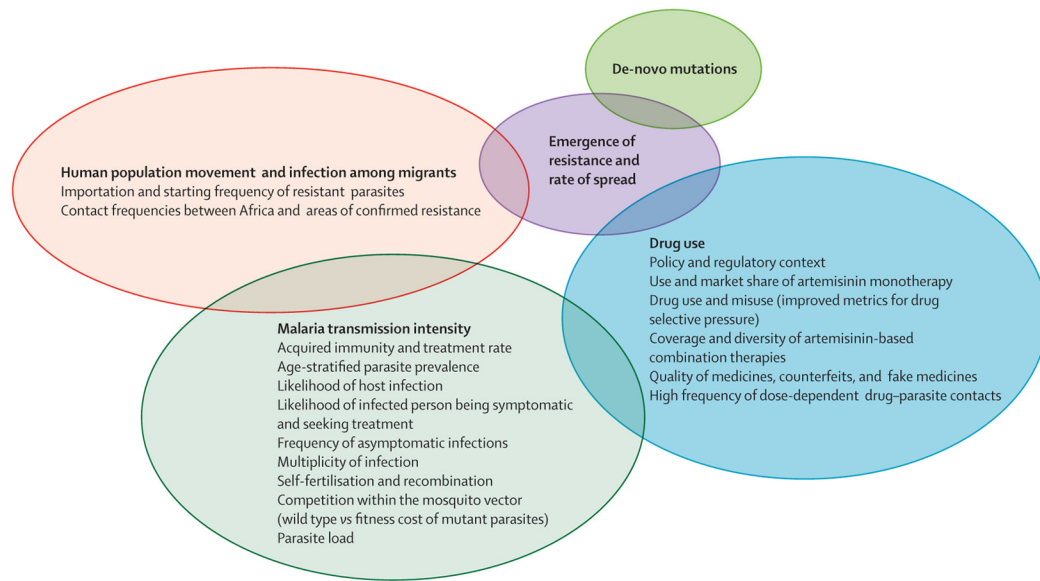 De-novo mutations
Emergence of
resistance and
rate of spread
Human population movement and infection among migrants
Importation and starting frequency of resistant parasites
Contact frequencies between Africa and areas of confirmed resistance
Drug use
Policy and regulatory context
Use and market share of artemisinin monotherapy
Drug use and misuse (improved metrics for drug
selective pressure)
Coverage and diversity of artemisinin-based
combination therapies
Quality of medicines, counterfeits, and fake medicines
High frequency of dose-dependent drug–parasite contacts
Malaria transmission intensity
Acquired immunity and treatment rate
Age-stratified parasite prevalence
Likelihood of host infection
Likelihood of infected person being symptomatic
and seeking treatment
Frequency of asymptomatic infections
Multiplicity of infection
Self-fertilisation and recombination
Competition within the mosquito vector
(wild type vs fitness cost of mutant parasites)
Parasite load